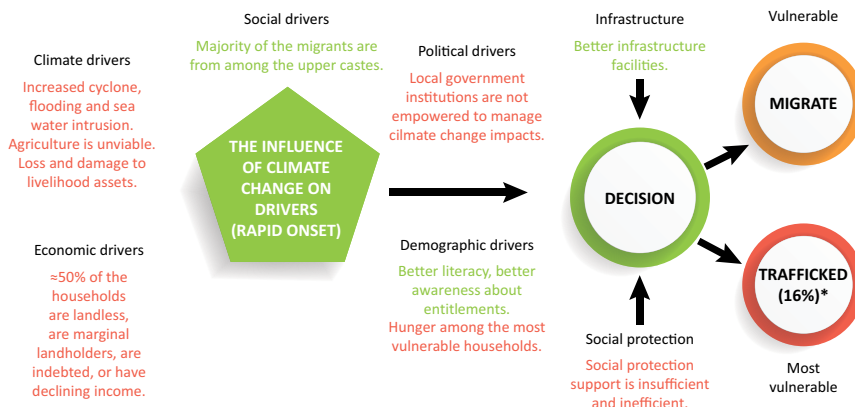 Social drivers
Majority of the migrants are
from among the upper castes.
Climate drivers
Increased cyclone,
flooding and sea
water intrusion.
Agriculture is unviable.
Loss and damage to
livelihood assets.
Political drivers
Local government
institutions are not
empowered to manage
cilmate change impacts.
Infrastructure
Better infrastructure
facilities.
Vulnerable
MIGRATE
THE INFLUENCE
OF CLIMATE
CHANGE ON
DRIVERS
(RAPID ONSET)
DECISION
Economic drivers
≈50% of the
households
are landless,
are marginal
landholders, are
indebted, or have
declining income.
Demographic drivers
Better literacy, better
awareness about
entitlements.
Hunger among the most
vulnerable households.
Social protection
Social protection
support is insufficient
and inefficient.
TRAFFICKED
(16%)*
Most
vulnerable